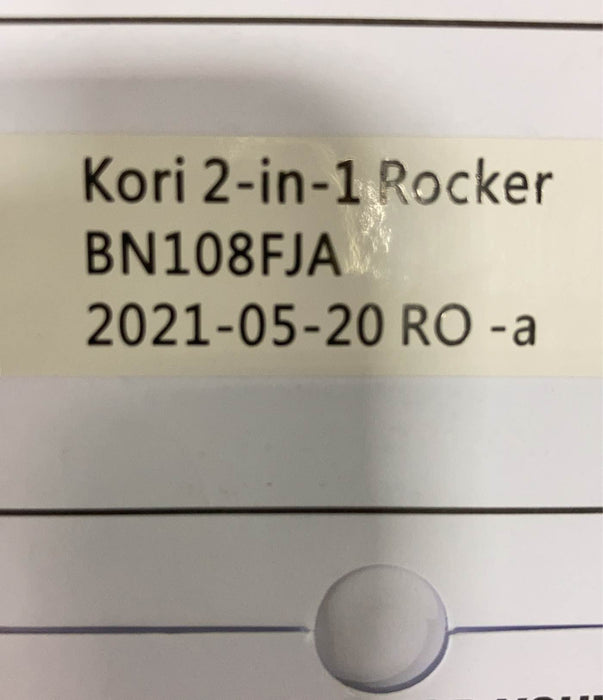 Kori 2-in-1 Rocker
BN108FJA
2021-05-20 RO -a